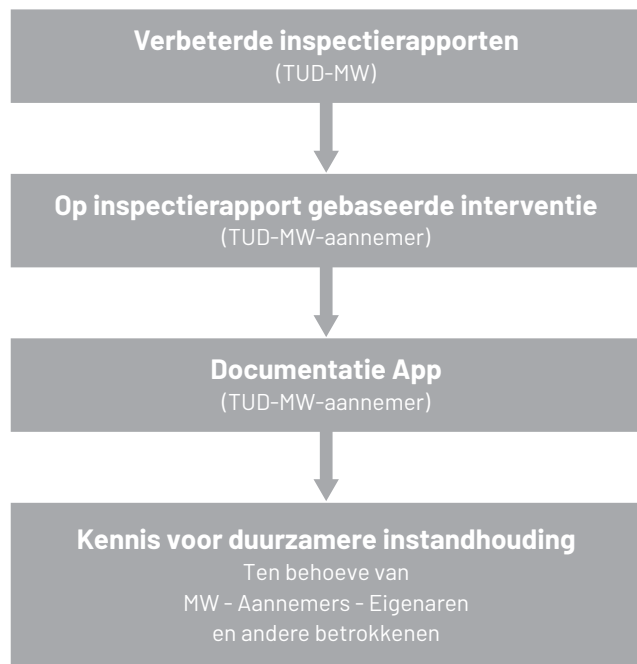 Verbeterde inspectierapporten
(TUD-MW)
Op inspectierapport gebaseerde interventie
(TUD-MW-aannemer)
Documentatie App
(TUD-MW-aannemer)
Kennis voor duurzamere instandhouding
Ten behoeve van
MW - Aannemers - Eigenaren
en andere betrokkenen